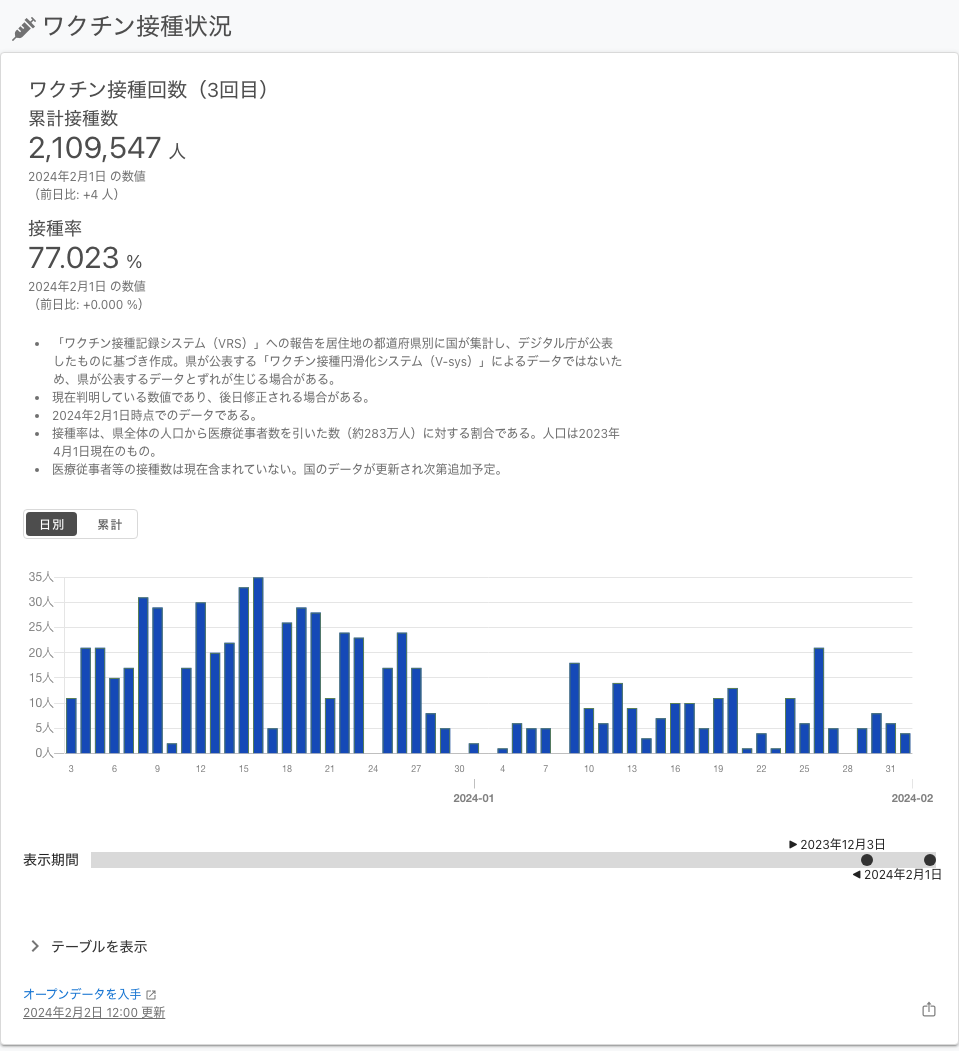 ワクチン接種状況
ワクチン接種回数（3回目）
累計接種数
2,109,547 人
2024年2月1日 の数値
（前日比: +4 人）
接種率
77.023 %
2024年2月1日 の数値
（前日比: +0.000 %）
• 「ワクチン接種記録システム（VRS）」への報告を居住地の都道府県別に国が集計し、デジタル庁が公表
したものに基づき作成。県が公表する「ワクチン接種円滑化システム（V-sys）」によるデータではないた
め、県が公表するデータとずれが生じる場合がある。
• 現在判明している数値であり、後日修正される場合がある。
• 2024年2月1日時点でのデータである。
• 接種率は、県全体の人口から医療従事者数を引いた数（約283万人）に対する割合である。人口は2023年
4月1日現在のもの。
• 医療従事者等の接種数は現在含まれていない。国のデータが更新され次第追加予定。
日別 累計
35人
30人
25人
20人
15人
10人
5人
0人
3 6 9 12 15 18 21 24 27 30 4 7 10 13 16 19 22 25 28 31
2024-01 2024-02
▶ 2023年12月3日
表示期間
◀ 2024年2月1日
テーブルを表示
オープンデータを入手
2024年2月2日 12:00 更新